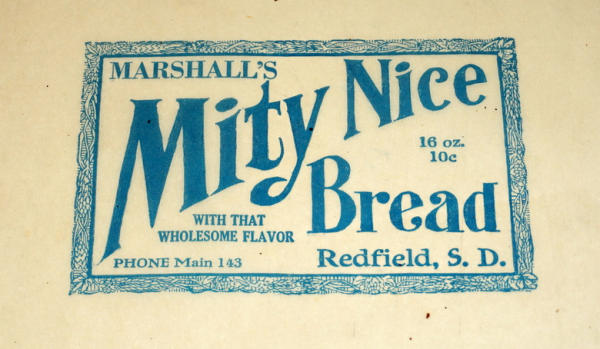 MARSHALL'S
Mity Nice
16 oz.
10c
Bread
WITH THAT
WHOLESOME FLAVOR
PHONE Main 143
Redfield, S. D.